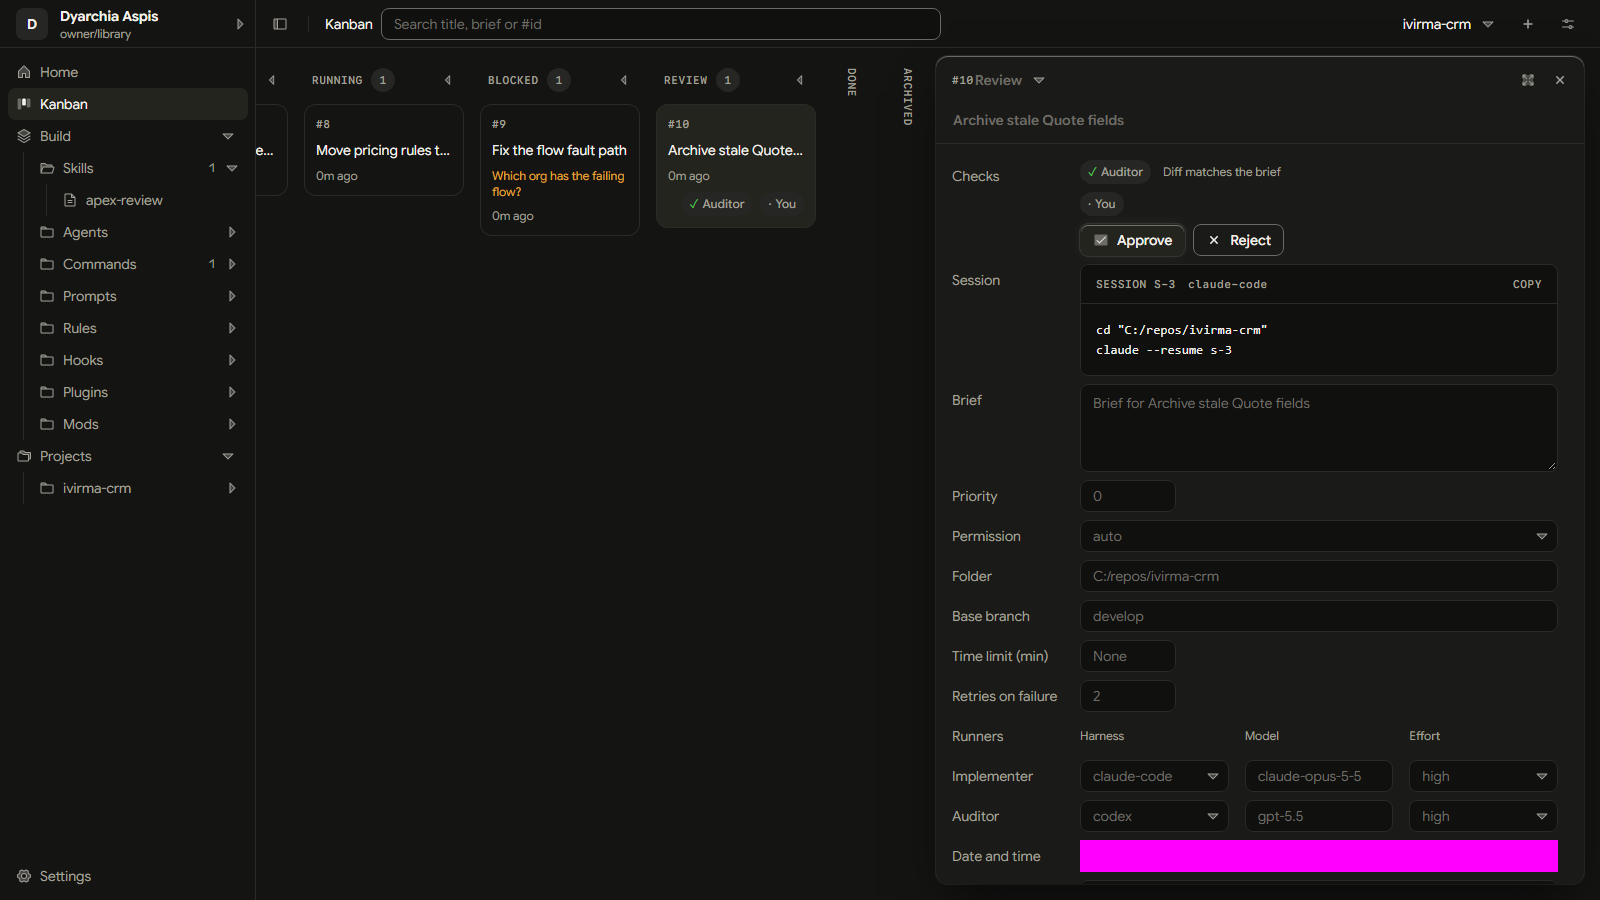 D
Dyarchia Aspis
owner/library
Home
Kanban
Build
Skills 1
apex-review
Agents
Commands 1
Prompts
Rules
Hooks
Plugins
Mods
Projects
ivirma-crm
Settings
Kanban
Search title, brief or #id
ivirma-crm
e...
RUNNING 1
#8
Move pricing rules t...
0m ago
BLOCKED 1
#9
Fix the flow fault path
Which org has the failing
flow?
0m ago
REVIEW 1
#10
Archive stale Quote...
0m ago
✓ Auditor · You
DONE
ARCHIVED
#10 Review
Archive stale Quote fields
Checks
✓ Auditor Diff matches the brief
· You
Approve
Reject
Session
SESSION S-3 claude-code COPY
cd "C:/repos/ivirma-crm"
claude --resume s-3
Brief
Brief for Archive stale Quote fields
Priority 0
Permission auto
Folder C:/repos/ivirma-crm
Base branch develop
Time limit (min) None
Retries on failure 2
Runners Harness Model Effort
Implementer claude-code claude-opus-5-5 high
Auditor codex gpt-5.5 high
Date and time